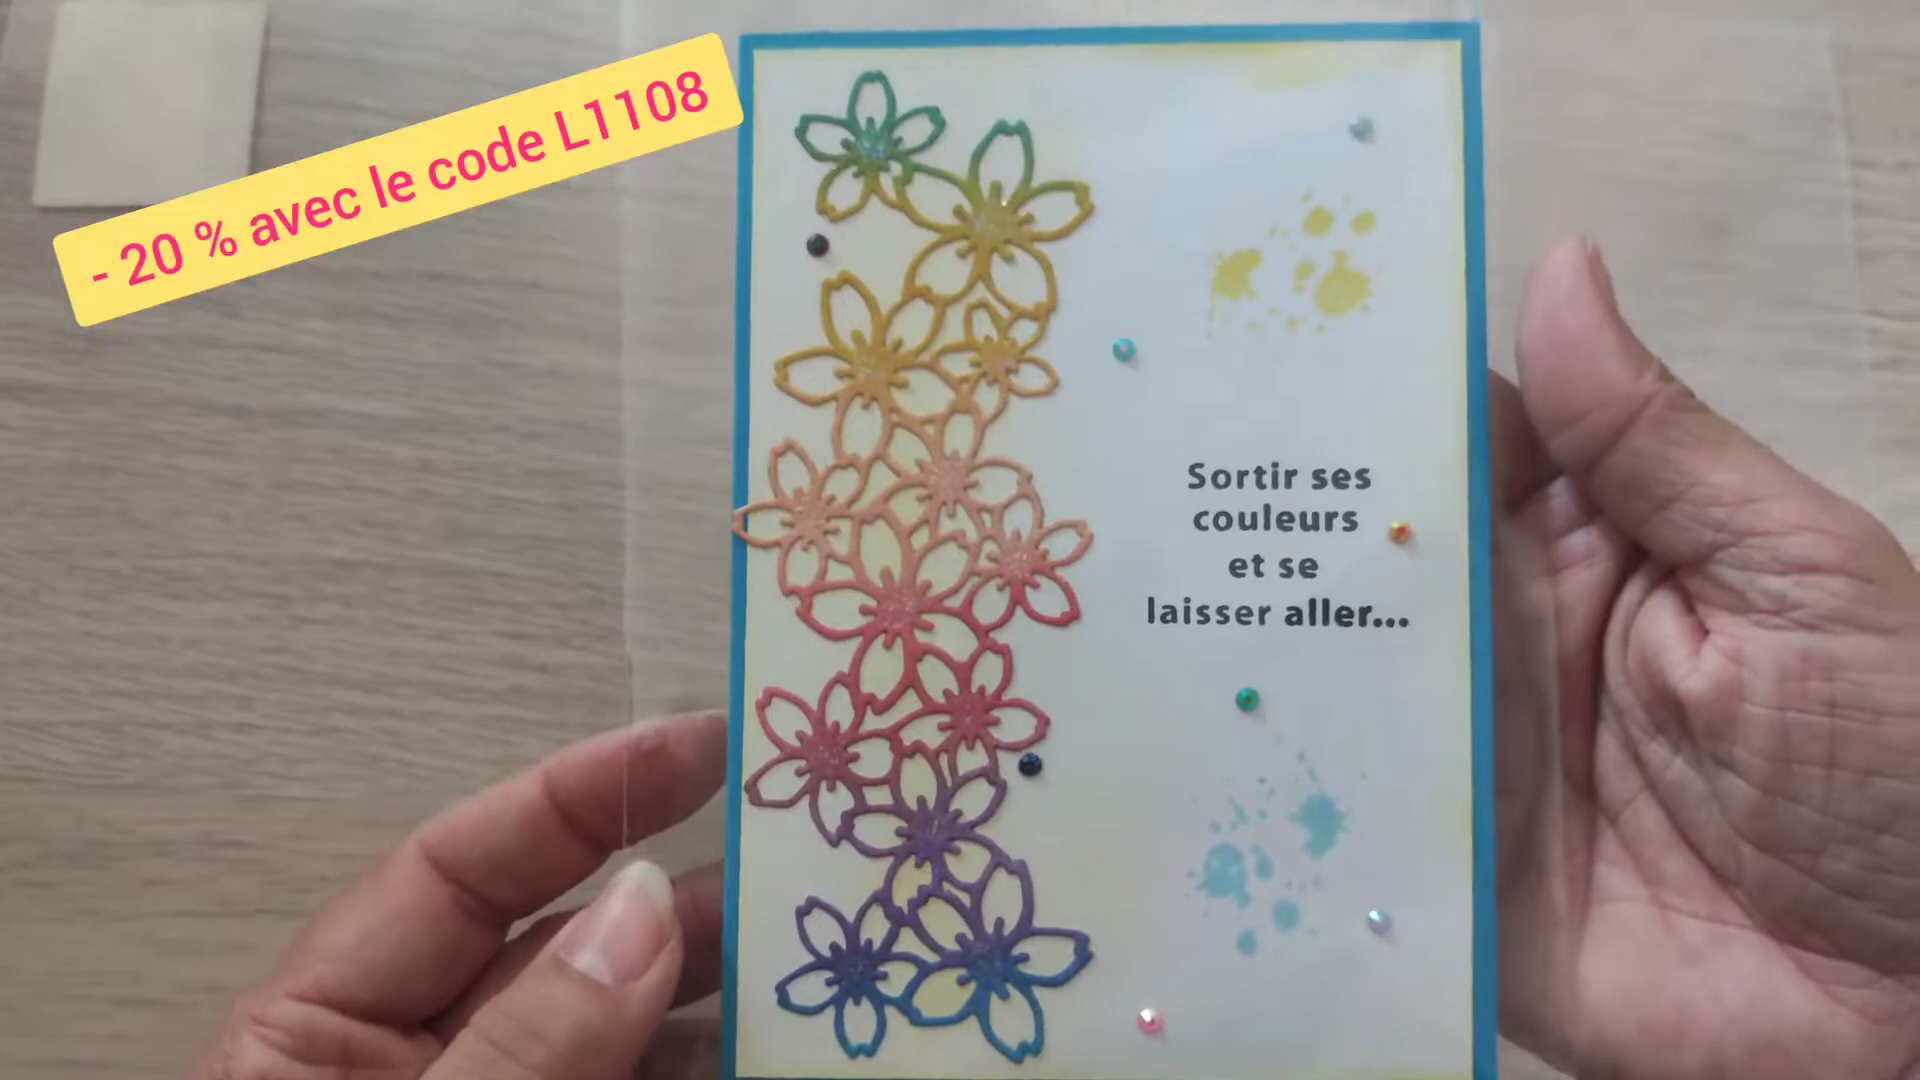 - 20 % avec le code L1108
Sortir ses
couleurs
et se
laisser aller...